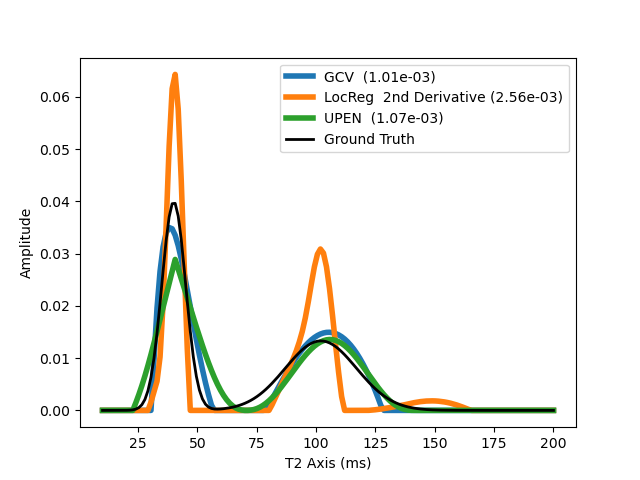 GCV (1.01e-03)
LocReg 2nd Derivative (2.56e-03)
UPEN (1.07e-03)
Ground Truth
0.06
0.05
0.04
0.03
0.02
0.01
0.00
Amplitude
25 50 75 100 125 150 175 200
T2 Axis (ms)